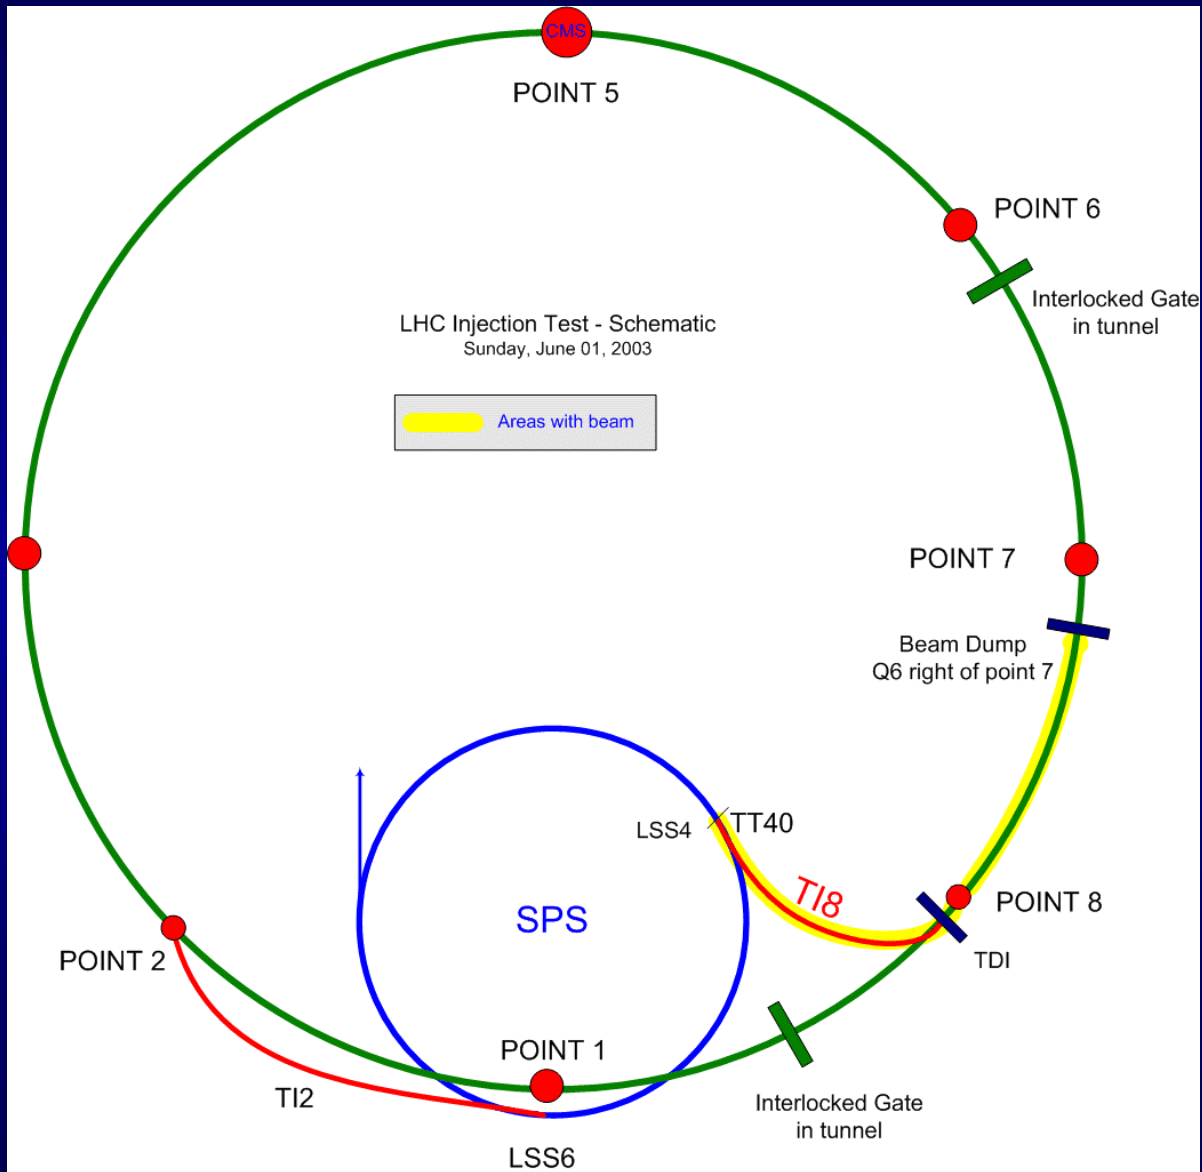 CMS
POINT 5
POINT 6
Interlocked Gate
in tunnel
LHC Injection Test - Schematic
Sunday, June 01, 2003
Areas with beam
POINT 7
Beam Dump
Q6 right of point 7
LSS4
TT40
TI8
POINT 8
SPS
TDI
POINT 2
POINT 1
TI2
Interlocked Gate
in tunnel
LSS6